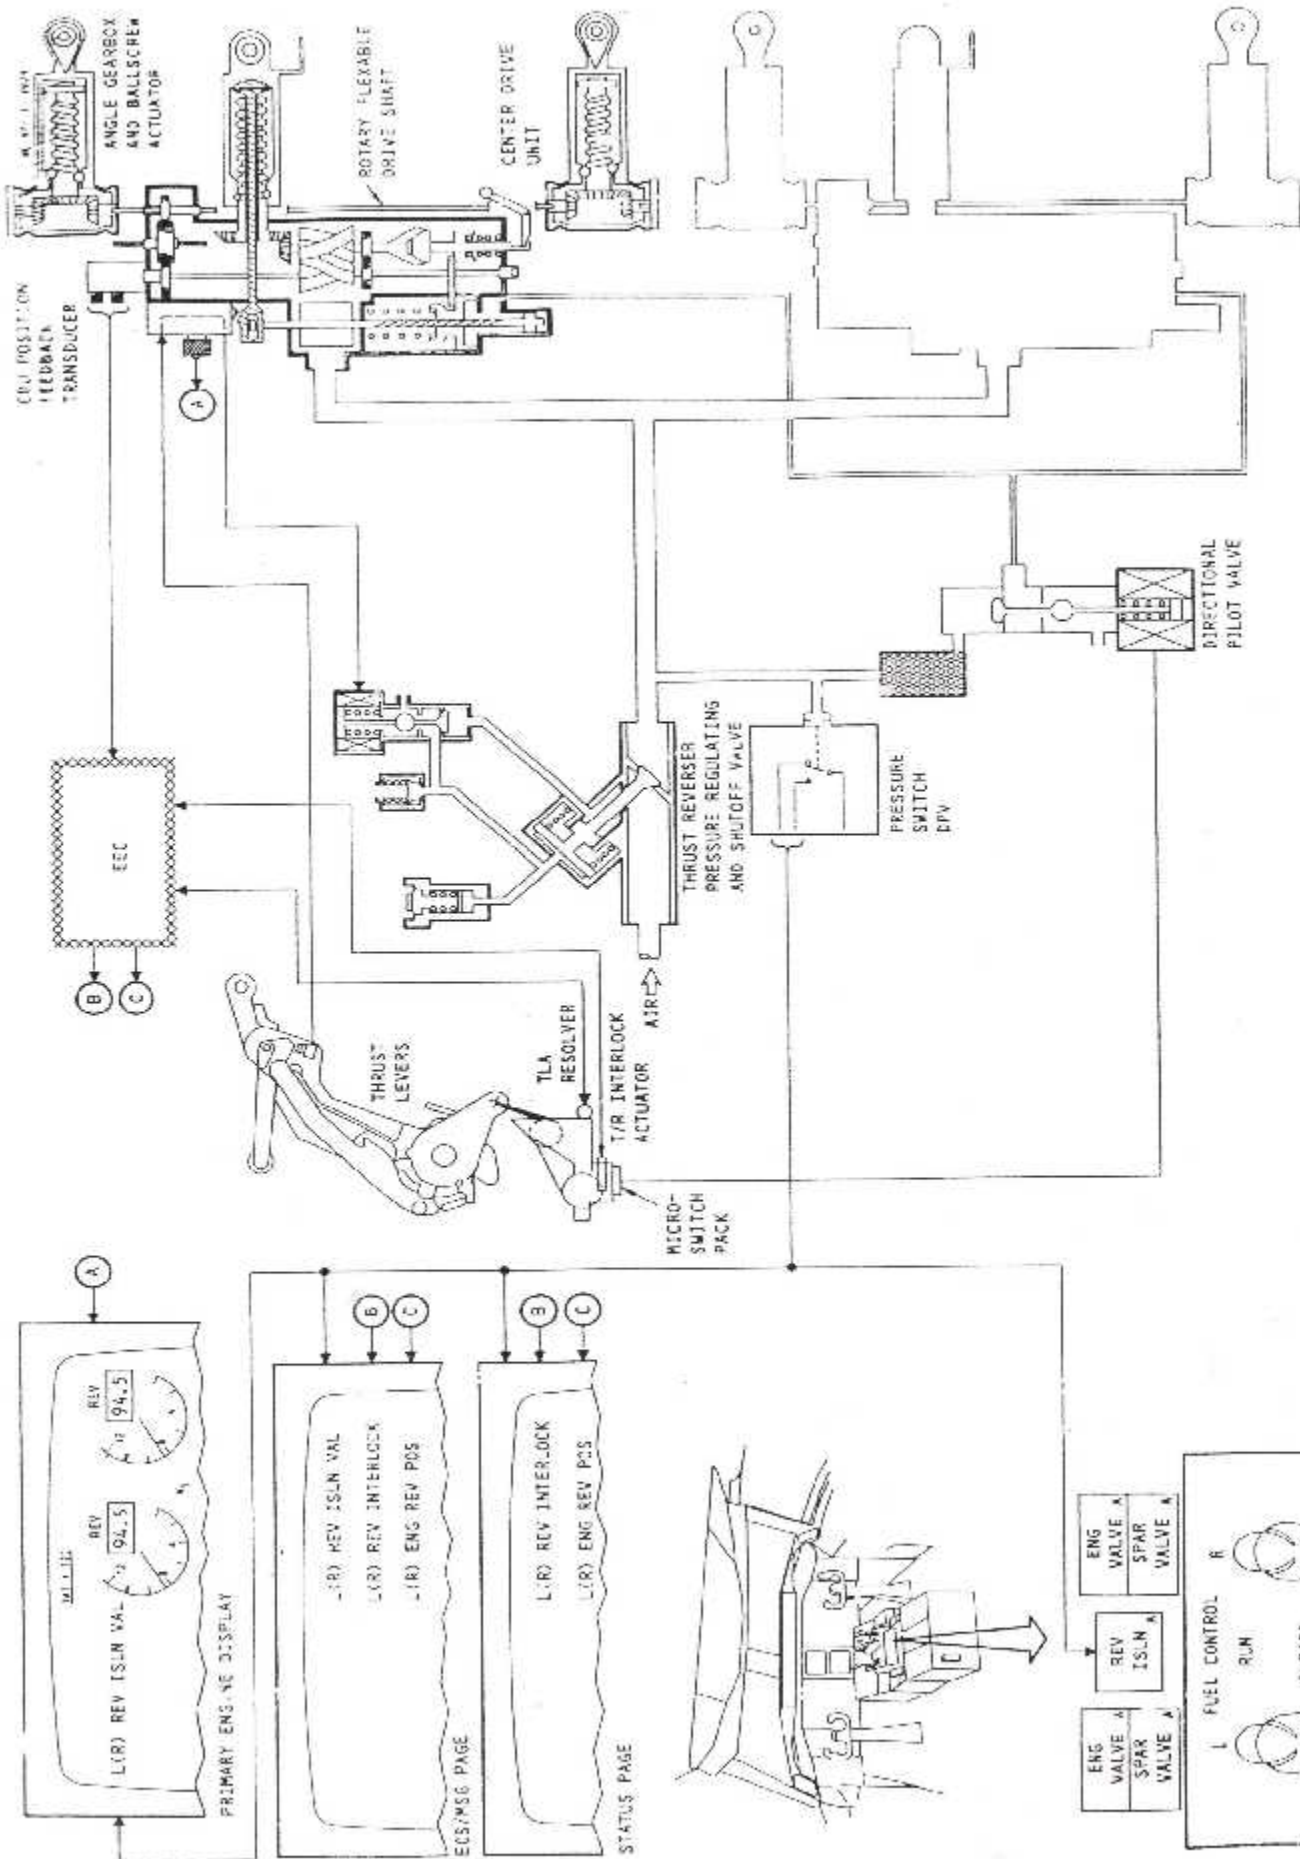 ANGLE GEARBOX
AND BALLSCREW
ACTUATOR
ROTARY FLEXABLE
DRIVE SHAFT
CENTER DRIVE
UNIT
CDU POSITION
FEEDBACK
TRANSDUCER
A
EEC
B
C
THRUST
LEVERS
TLA
RESOLVER
T/R INTERLOCK
ACTUATOR
AIR
MICRO-
SWITCH
PACK
THRUST REVERSER
PRESSURE REGULATING
AND SHUTOFF VALVE
PRESSURE
SWITCH
DPV
DIRECTIONAL
PILOT VALVE
A
L(R) REV ISLN VAL
REV
94.5
REV
94.5
N1
PRIMARY ENGINE DISPLAY
L(R) REV ISLN VAL
L(R) REV INTERLOCK
L(R) ENG REV POS
B
C
ECS/MSG PAGE
L(R) REV INTERLOCK
L(R) ENG REV POS
B
C
STATUS PAGE
ENG
VALVE A
SPAR
VALVE A
REV
ISLN A
ENG
VALVE A
SPAR
VALVE A
FUEL CONTROL
L
RUN
R